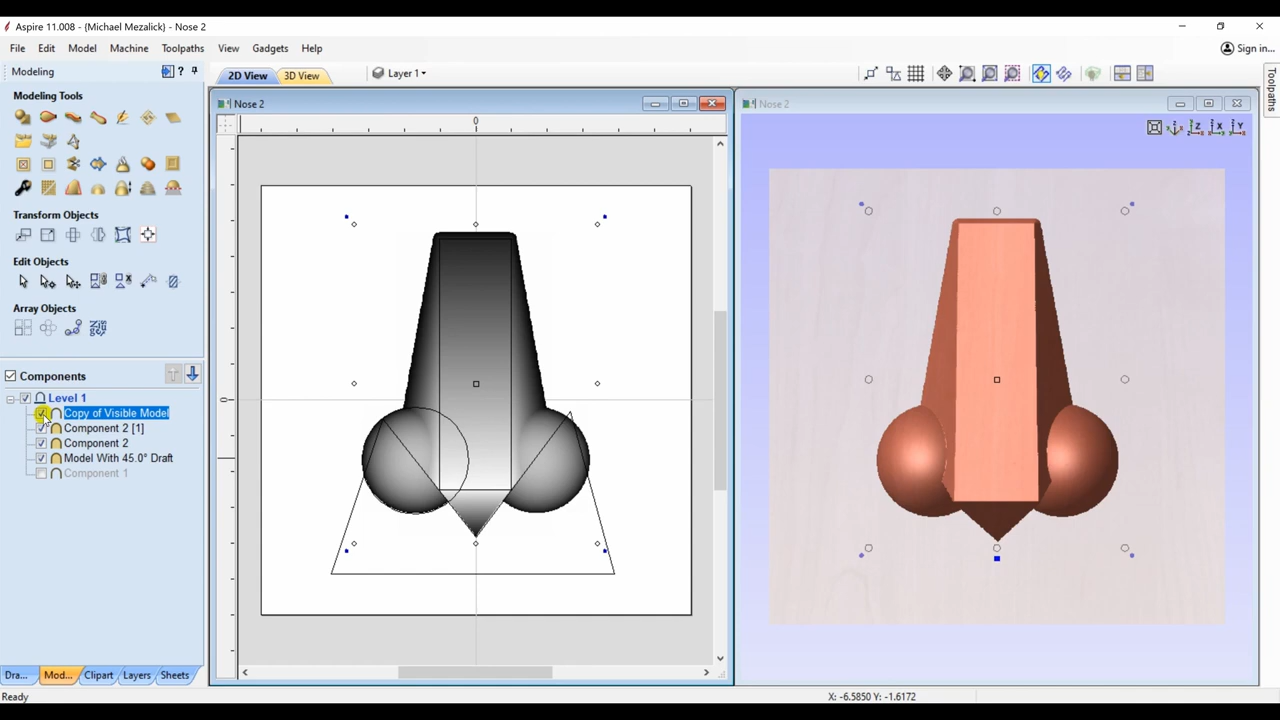 Aspire 11.008 - {Michael Mezalick} - Nose 2
File Edit Model Machine Toolpaths View Gadgets Help
Sign in...
Modeling ?
2D View 3D View Layer 1
Toolpaths
Nose 2
Nose 2
Modeling Tools
0
Z X Y
Transform Objects
Edit Objects
Array Objects
Components
Level 1
Copy of Visible Model
Component 2 [1]
Component 2
Model With 45.0° Draft
Component 1
0
Dra... Mod... Clipart Layers Sheets
Ready
X: -6.5850 Y: -1.6172